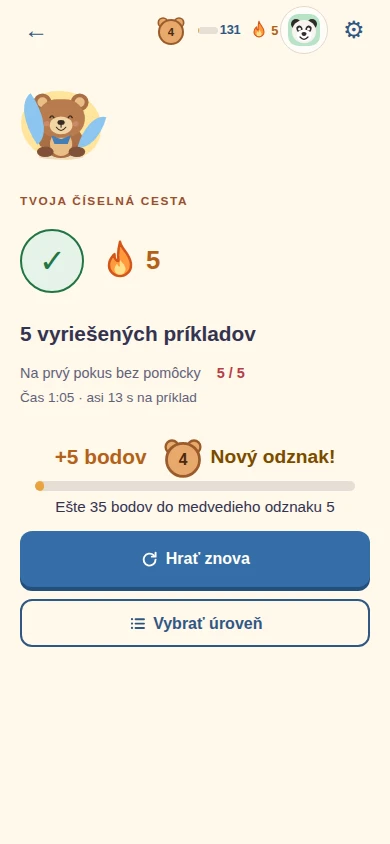 ← 4 131 5
TVOJA ČÍSELNÁ CESTA
✓ 5
5 vyriešených príkladov
Na prvý pokus bez pomôcky 5 / 5
Čas 1:05 · asi 13 s na príklad
+5 bodov 4 Nový odznak!
Ešte 35 bodov do medvedieho odznaku 5
Hrať znova
Vybrať úroveň